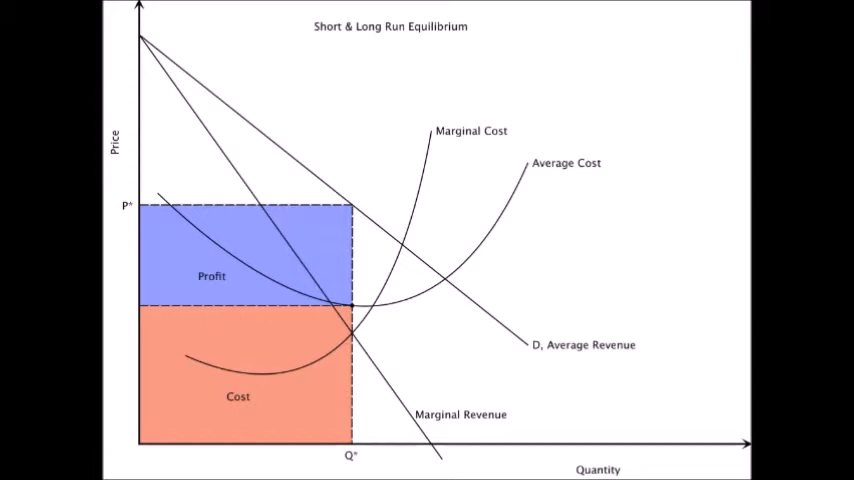 Short & Long Run Equilibrium
Marginal Cost
Price
Average Cost
P*
Profit
D, Average Revenue
Cost
Marginal Revenue
Q*
Quantity